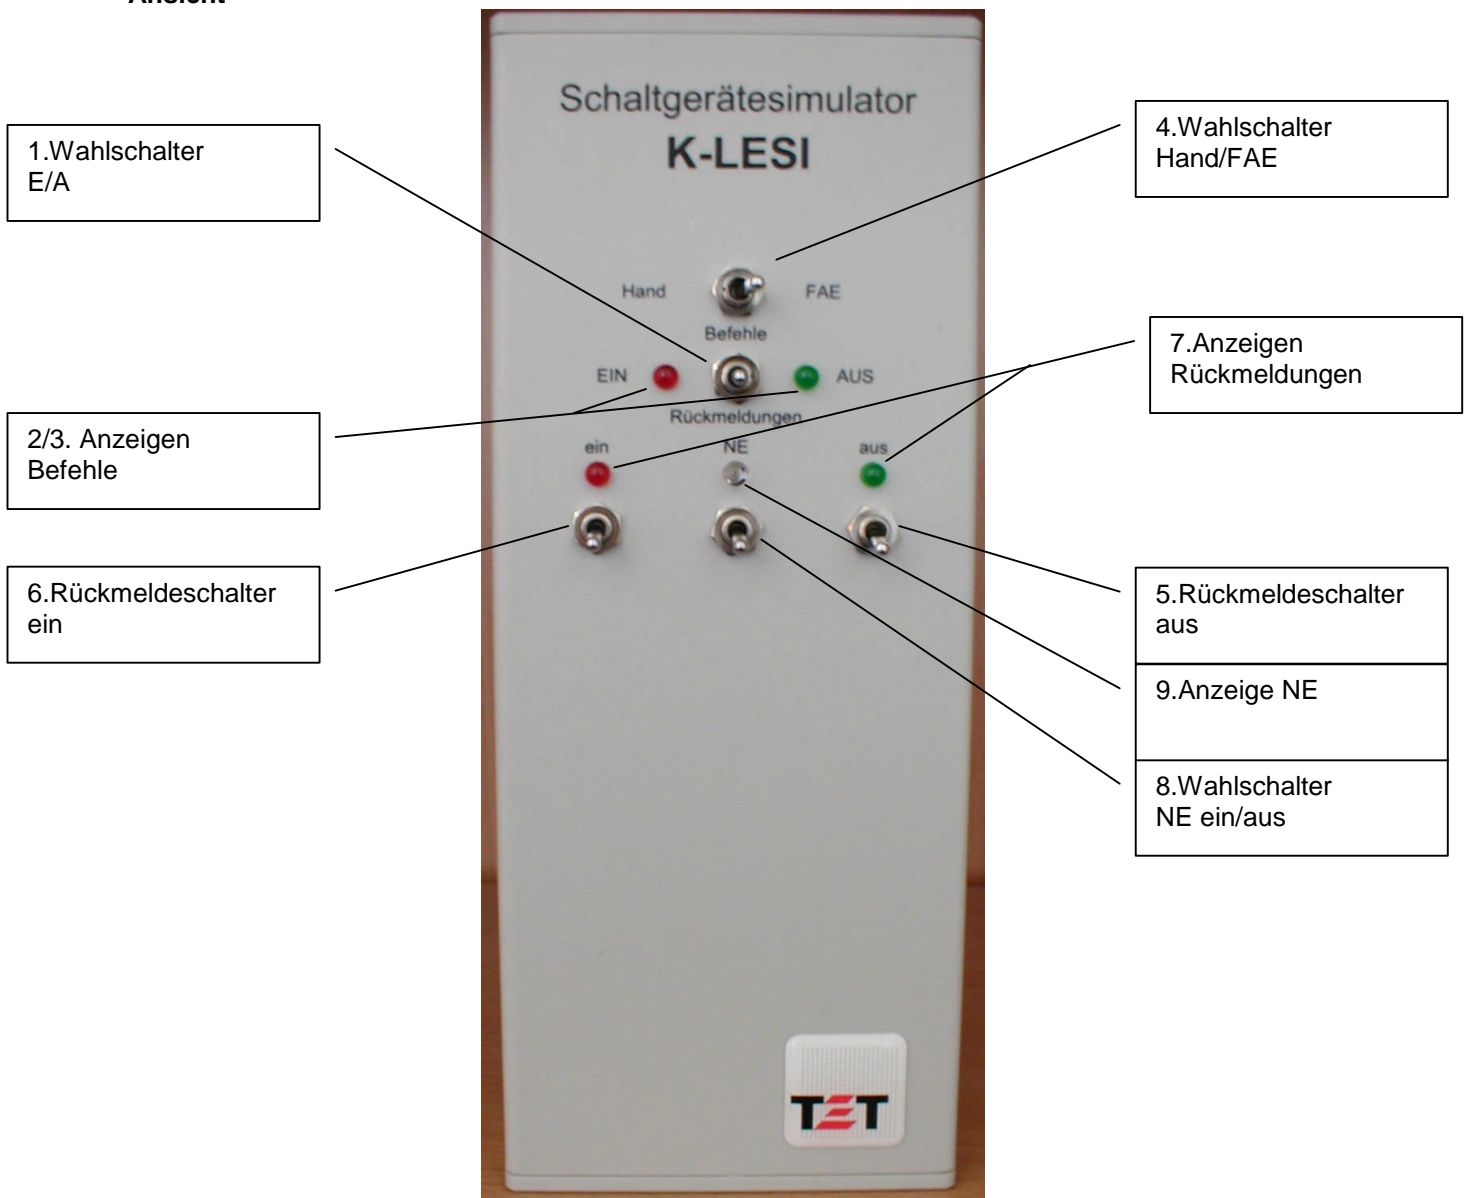 Ansicht
Schaltgerätesimulator
K-LESI
1.Wahlschalter
E/A
4.Wahlschalter
Hand/FAE
Hand
FAE
Befehle
EIN
AUS
Rückmeldungen
7.Anzeigen
Rückmeldungen
2/3. Anzeigen
Befehle
ein
NE
aus
6.Rückmeldeschalter
ein
5.Rückmeldeschalter
aus
9.Anzeige NE
8.Wahlschalter
NE ein/aus
TET